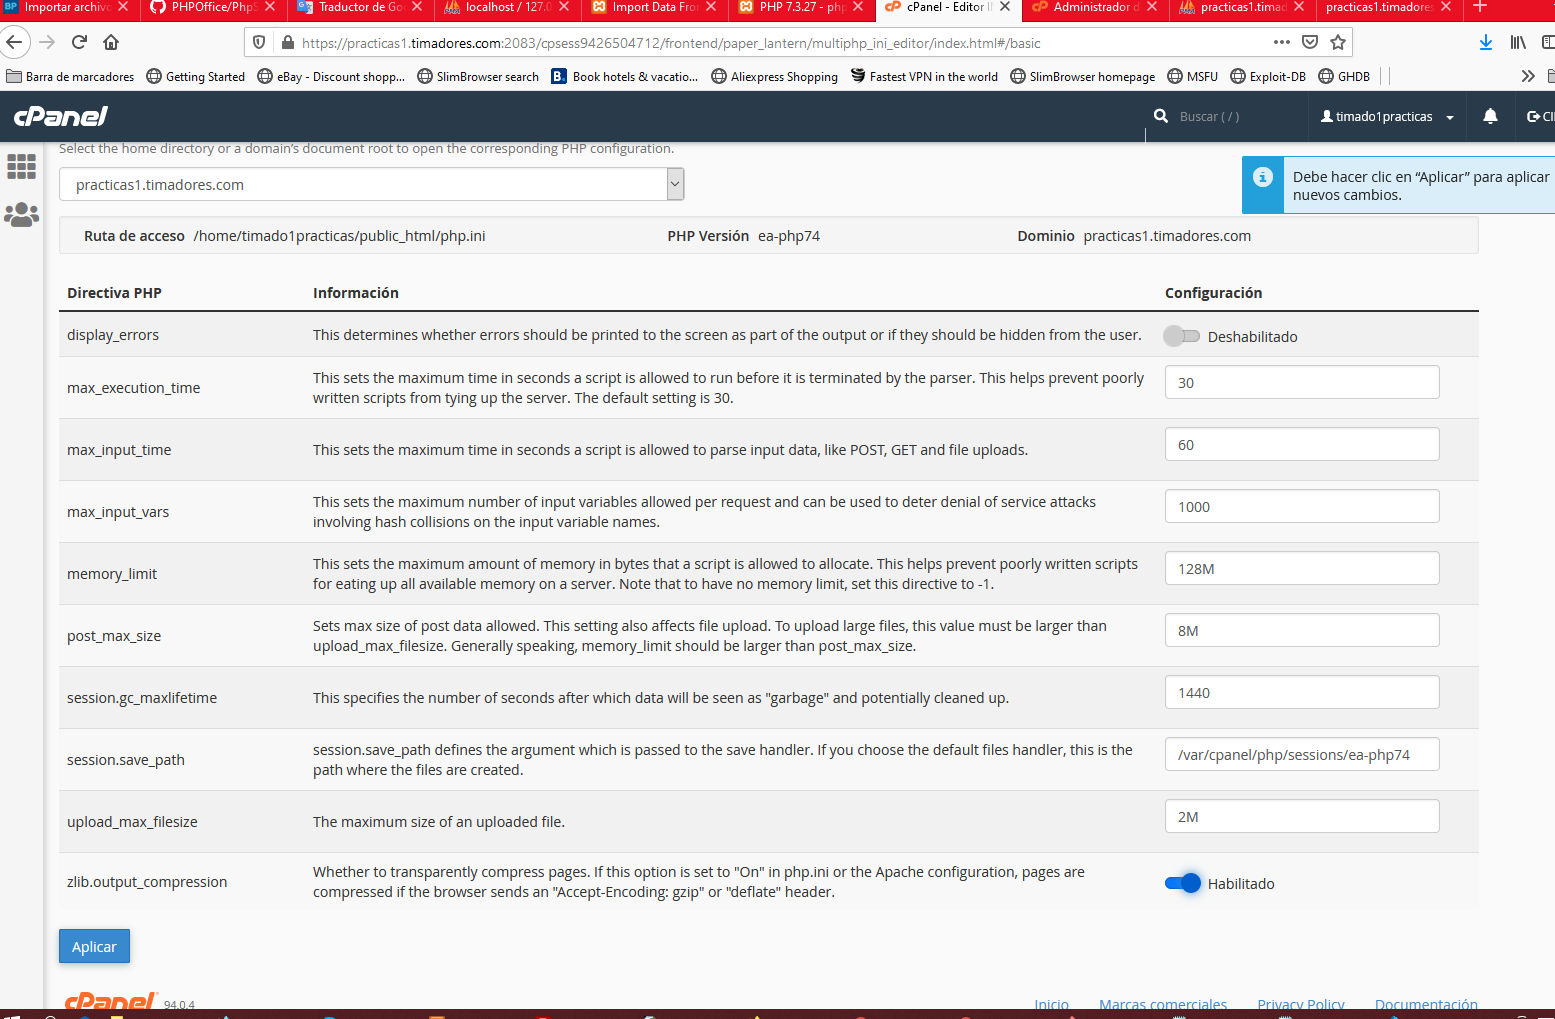 Importar archivo
PHPOffice/PhpS
Traductor de Go
localhost / 127.0
Import Data Fro
PHP 7.3.27 - php
cPanel - Editor I
Administrador d
practicas1.timad
practicas1.timadores
https://practicas1.timadores.com:2083/cpsess9426504712/frontend/paper_lantern/multiphp_ini_editor/index.html#/basic
Barra de marcadores
Getting Started
eBay - Discount shopp...
SlimBrowser search
Book hotels & vacatio...
Aliexpress Shopping
Fastest VPN in the world
SlimBrowser homepage
MSFU
Exploit-DB
GHDB
cPanel
Buscar ( / )
timado1practicas
CI
Select the home directory or a domain's document root to open the corresponding PHP configuration.
practicas1.timadores.com
Debe hacer clic en “Aplicar” para aplicar
nuevos cambios.
Ruta de acceso /home/timado1practicas/public_html/php.ini
PHP Versión ea-php74
Dominio practicas1.timadores.com
Directiva PHP
Información
Configuración
display_errors
This determines whether errors should be printed to the screen as part of the output or if they should be hidden from the user.
Deshabilitado
max_execution_time
This sets the maximum time in seconds a script is allowed to run before it is terminated by the parser. This helps prevent poorly
written scripts from tying up the server. The default setting is 30.
30
max_input_time
This sets the maximum time in seconds a script is allowed to parse input data, like POST, GET and file uploads.
60
max_input_vars
This sets the maximum number of input variables allowed per request and can be used to deter denial of service attacks
involving hash collisions on the input variable names.
1000
memory_limit
This sets the maximum amount of memory in bytes that a script is allowed to allocate. This helps prevent poorly written scripts
for eating up all available memory on a server. Note that to have no memory limit, set this directive to -1.
128M
post_max_size
Sets max size of post data allowed. This setting also affects file upload. To upload large files, this value must be larger than
upload_max_filesize. Generally speaking, memory_limit should be larger than post_max_size.
8M
session.gc_maxlifetime
This specifies the number of seconds after which data will be seen as "garbage" and potentially cleaned up.
1440
session.save_path
session.save_path defines the argument which is passed to the save handler. If you choose the default files handler, this is the
path where the files are created.
/var/cpanel/php/sessions/ea-php74
upload_max_filesize
The maximum size of an uploaded file.
2M
zlib.output_compression
Whether to transparently compress pages. If this option is set to "On" in php.ini or the Apache configuration, pages are
compressed if the browser sends an "Accept-Encoding: gzip" or "deflate" header.
Habilitado
Aplicar
cPanel 94.0.4
Inicio
Marcas comerciales
Privacy Policy
Documentación